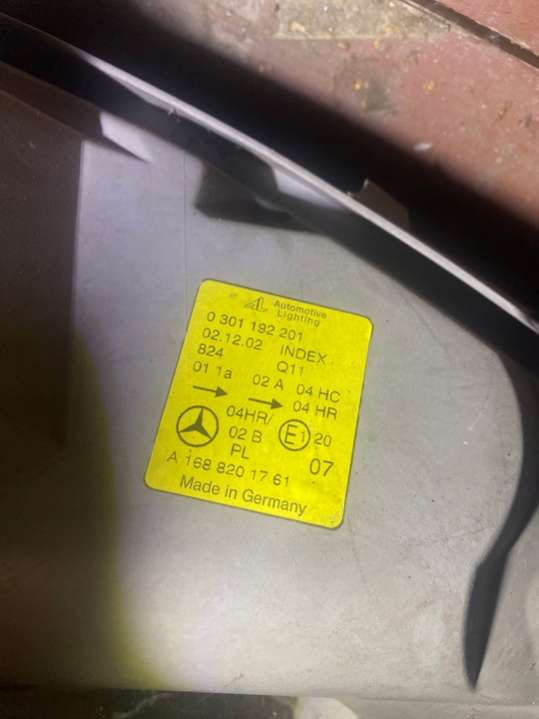 Automotive
Lighting
0 301 192 201
02.12.02 INDEX
824 Q11
01 1a 02 A 04 HC
04 HR
04HR/
02 B E1 20
PL 07
A 168 820 17 61
Made in Germany